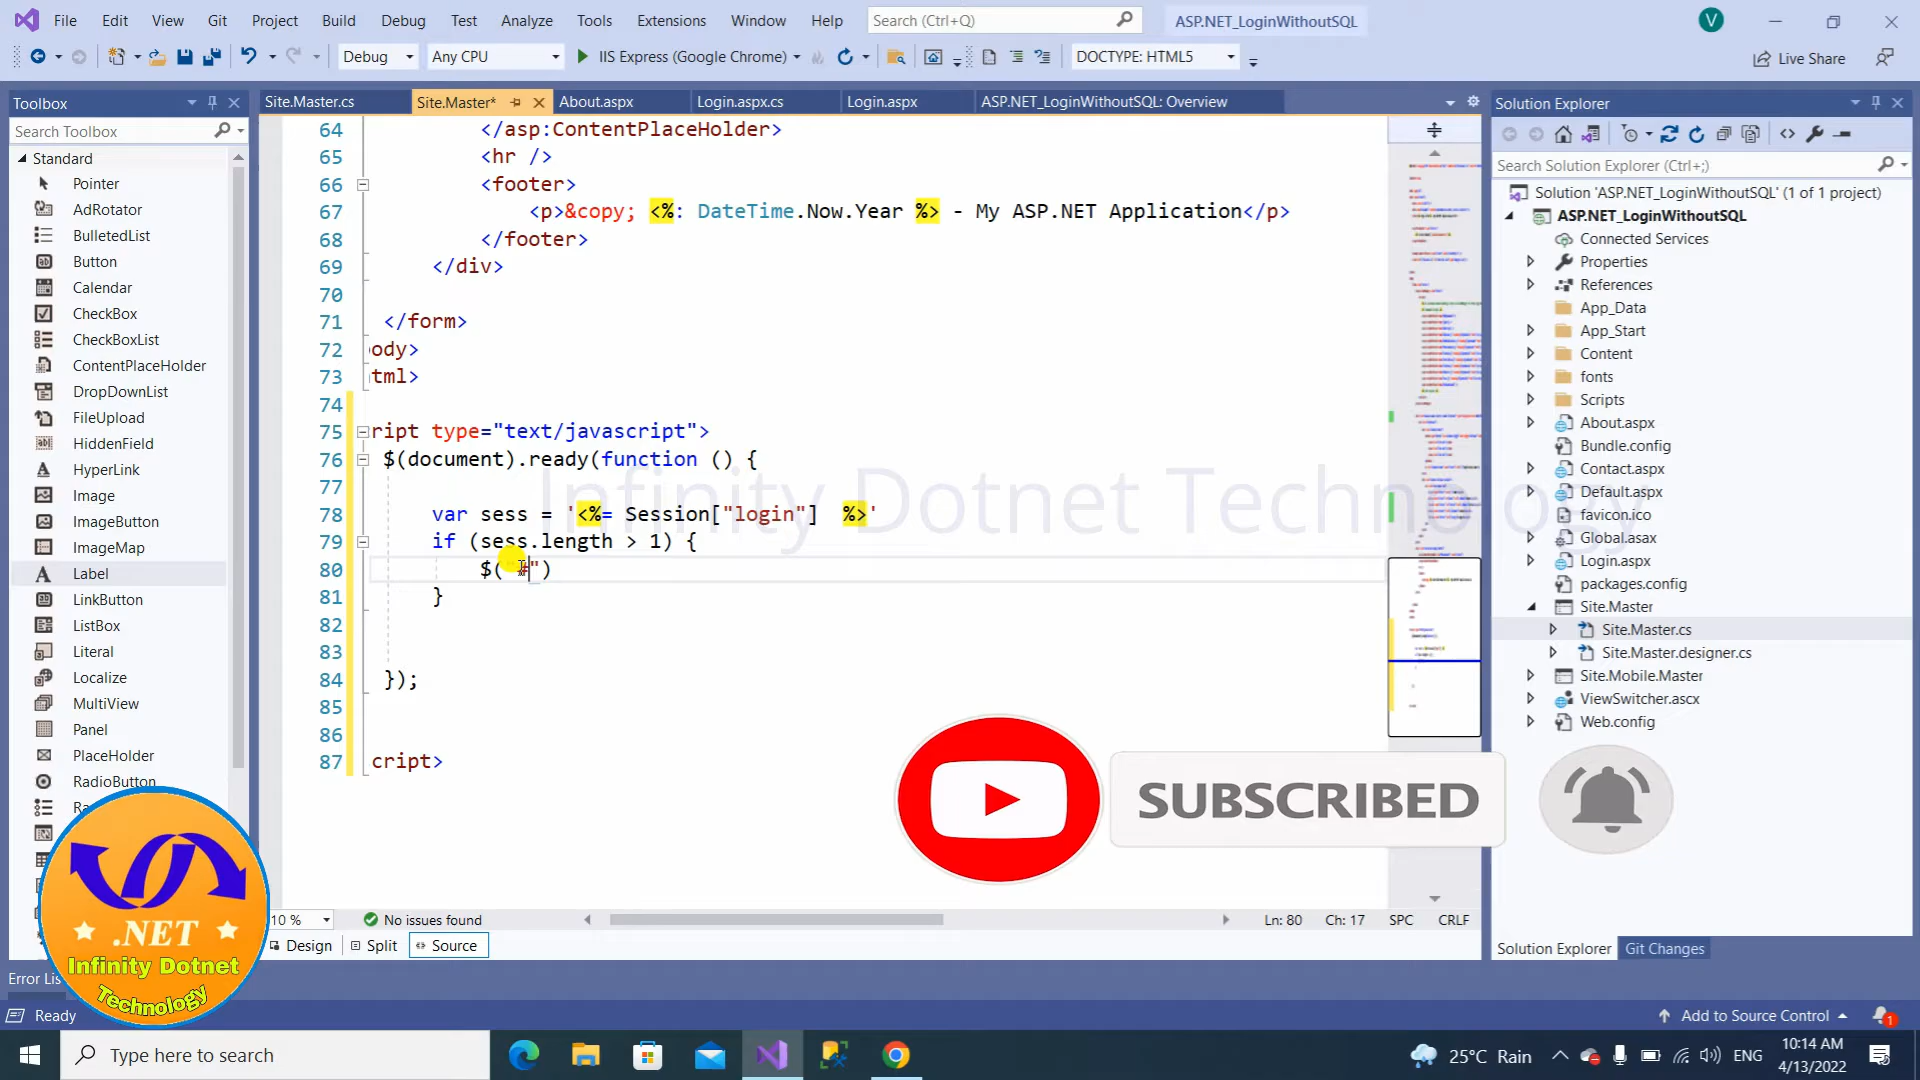 File Edit View Git Project Build Debug Test Analyze Tools Extensions Window Help Search (Ctrl+Q) ASP.NET_LoginWithoutSQL V
Debug Any CPU IIS Express (Google Chrome) DOCTYPE: HTML5 Live Share
Toolbox
Search Toolbox
Standard
Pointer
AdRotator
BulletedList
Button
Calendar
CheckBox
CheckBoxList
ContentPlaceHolder
DropDownList
FileUpload
HiddenField
HyperLink
Image
ImageButton
ImageMap
Label
LinkButton
ListBox
Literal
Localize
MultiView
Panel
PlaceHolder
RadioButton
Site.Master.cs Site.Master* About.aspx Login.aspx.cs Login.aspx ASP.NET_LoginWithoutSQL: Overview
64 </asp:ContentPlaceHolder>
65 <hr />
66 <footer>
67 <p>&copy; <%: DateTime.Now.Year %> - My ASP.NET Application</p>
68 </footer>
69 </div>
70
71 </form>
72 ody>
73 tml>
74
75 ript type="text/javascript">
76 $(document).ready(function () {
77
78 var sess = '<%= Session["login"] %>'
79 if (sess.length > 1) {
80 $("#")
81 }
82
83
84 });
85
86
87 cript>
Infinity Dotnet Technology
SUBSCRIBED
10 % No issues found Ln: 80 Ch: 17 SPC CRLF
Design Split Source
Solution Explorer
Search Solution Explorer (Ctrl+;)
Solution 'ASP.NET_LoginWithoutSQL' (1 of 1 project)
ASP.NET_LoginWithoutSQL
Connected Services
Properties
References
App_Data
App_Start
Content
fonts
Scripts
About.aspx
Bundle.config
Contact.aspx
Default.aspx
favicon.ico
Global.asax
Login.aspx
packages.config
Site.Master
Site.Master.cs
Site.Master.designer.cs
Site.Mobile.Master
ViewSwitcher.ascx
Web.config
Solution Explorer Git Changes
.NET
Infinity Dotnet
Technology
Error Lis
Ready Add to Source Control 1
Type here to search 25°C Rain ENG 10:14 AM
4/13/2022